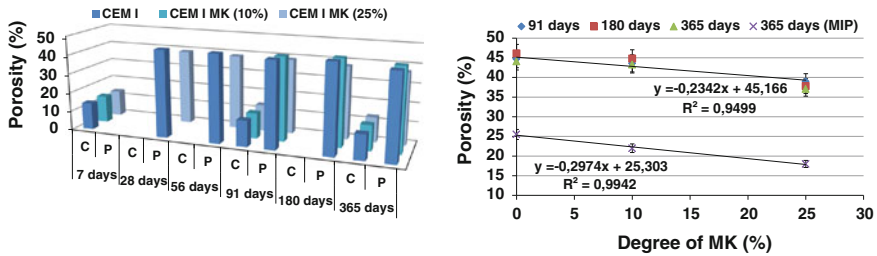 CEM I CEM I MK (10%) CEM I MK (25%)
Porosity (%)
50
40
30
20
10
0
C P C P C P C P C P C P
7 days 28 days 56 days 91 days 180 days 365 days
91 days 180 days 365 days 365 days (MIP)
Porosity (%)
50
45
40
35
30
25
20
15
10
y =-0,2342x + 45,166
R² = 0,9499
y =-0,2974x + 25,303
R² = 0,9942
0 5 10 15 20 25 30
Degree of MK (%)